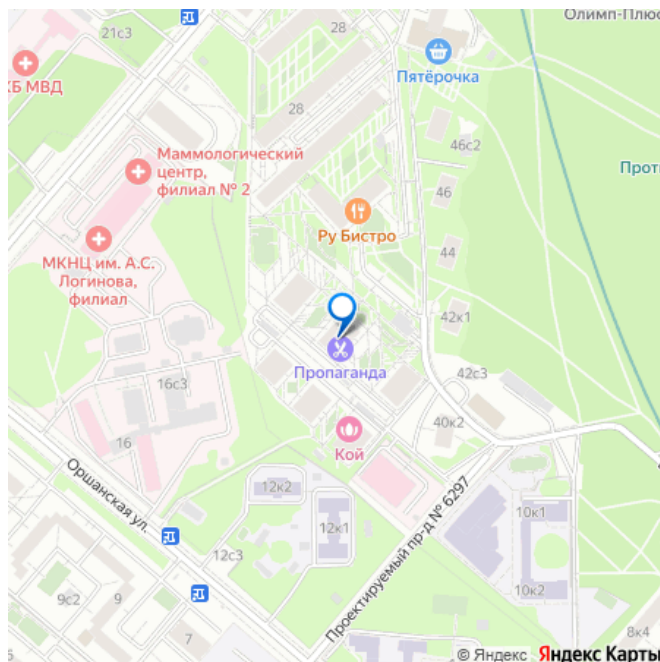 Олимп-Плюс
21с3
КБ МВД
28
Пятёрочка
28
46с2
Маммологический
центр,
филиал № 2
46
Ру Бистро
МКНЦ им. А.С.
Логинова,
филиал
44
42к1
Пропаганда
16с3
42с3
40к2
16
Кой
Оршанская ул.
12к2
12к1
Проектируемый пр-д № 6297
10к1
12с3
10к2
9с2
9
7
8к4
© Яндекс Яндекс Карты